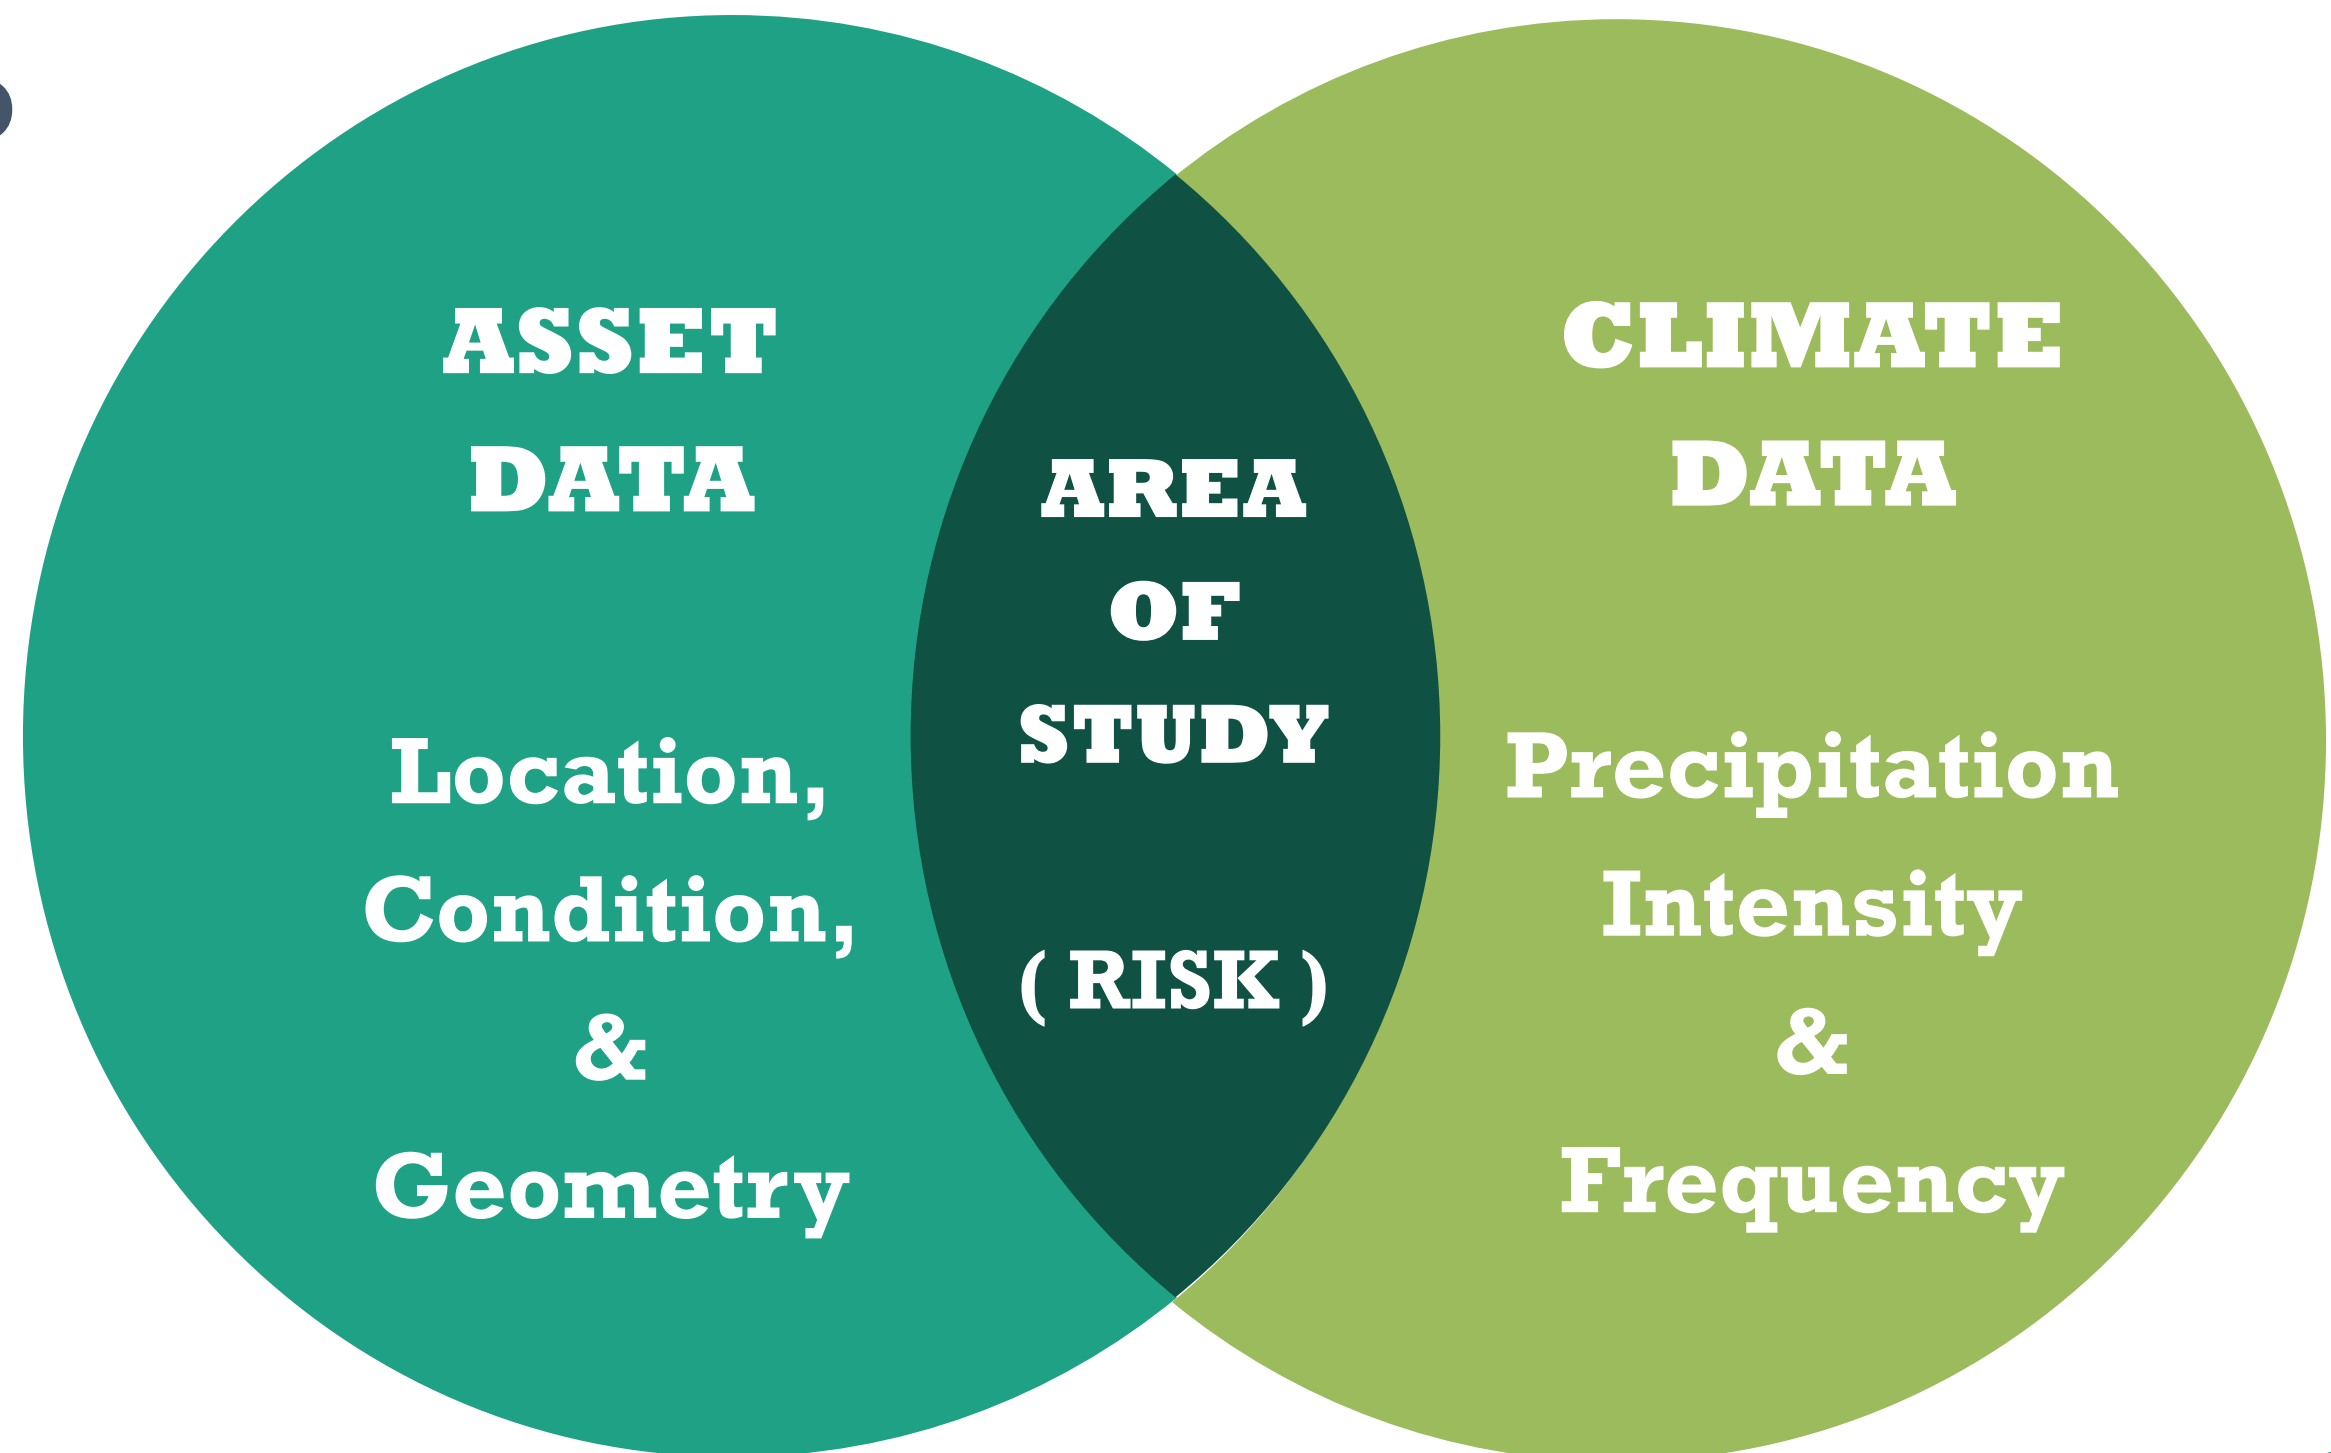 ASSET
DATA
Location,
Condition,
&
Geometry
AREA
OF
STUDY
( RISK )
CLIMATE
DATA
Precipitation
Intensity
&
Frequency